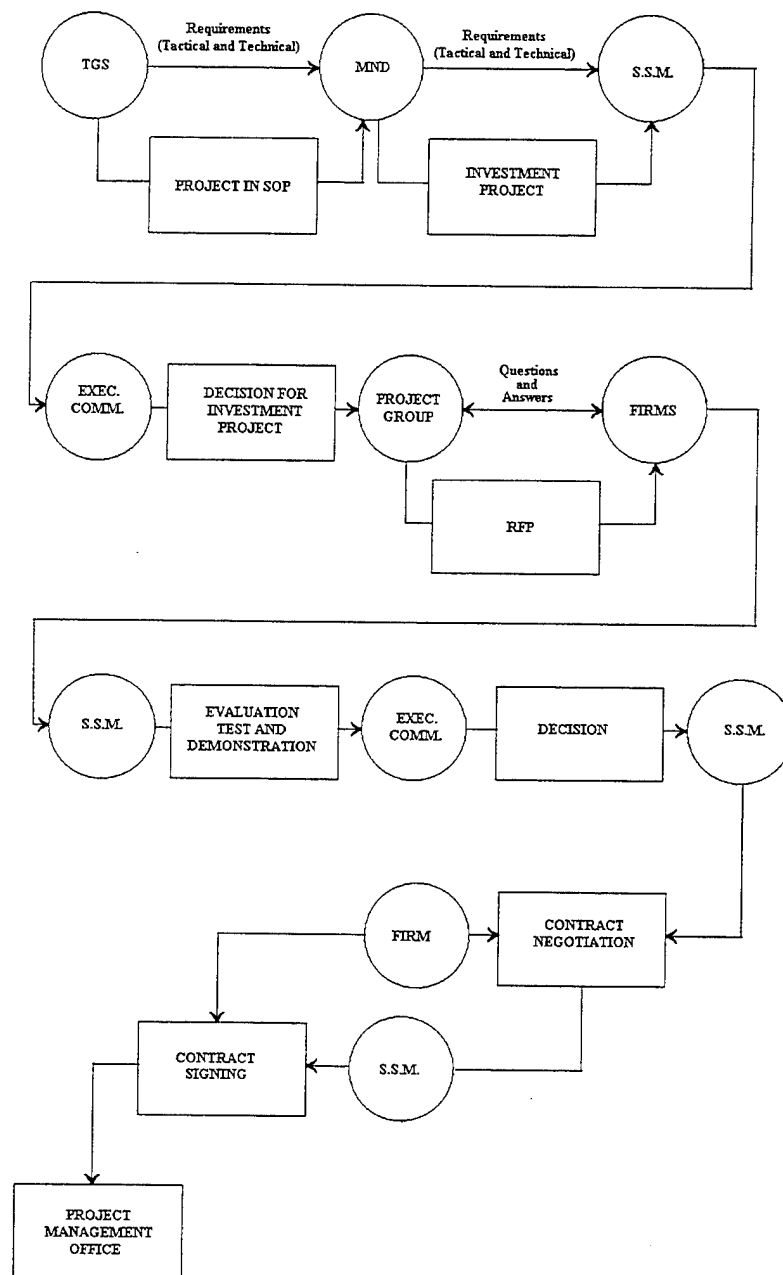 Requirements
(Tactical and Technical)
Requirements
(Tactical and Technical)
TGS
MND
S.S.M.
PROJECT IN SOP
INVESTMENT
PROJECT
EXEC.
COMM.
DECISION FOR
INVESTMENT
PROJECT
PROJECT
GROUP
Questions
and
Answers
FIRMS
RFP
S.S.M.
EVALUATION
TEST AND
DEMONSTRATION
EXEC.
COMM.
DECISION
S.S.M.
FIRM
CONTRACT
NEGOTIATION
CONTRACT
SIGNING
S.S.M.
PROJECT
MANAGEMENT
OFFICE